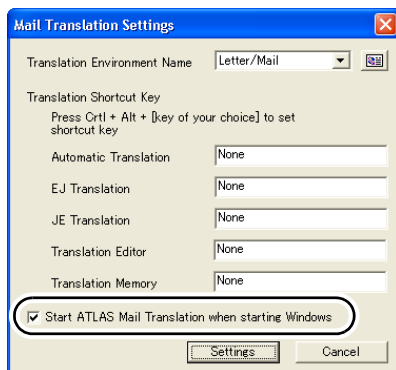 Mail Translation Settings
Translation Environment Name Letter/Mail
Translation Shortcut Key
Press Crtl + Alt + [key of your choice] to set
shortcut key
Automatic Translation None
EJ Translation None
JE Translation None
Translation Editor None
Translation Memory None
Start ATLAS Mail Translation when starting Windows
Settings Cancel